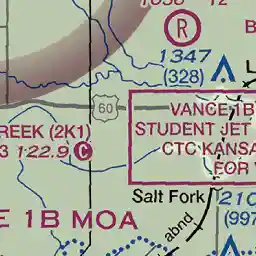 12
R
1347
(328)
60
VANCE 1B
STUDENT JET
CTC KANSA
FOR
REEK (2K1)
3 122.9 C
Salt Fork
210
(997
E 1B MOA
abnd